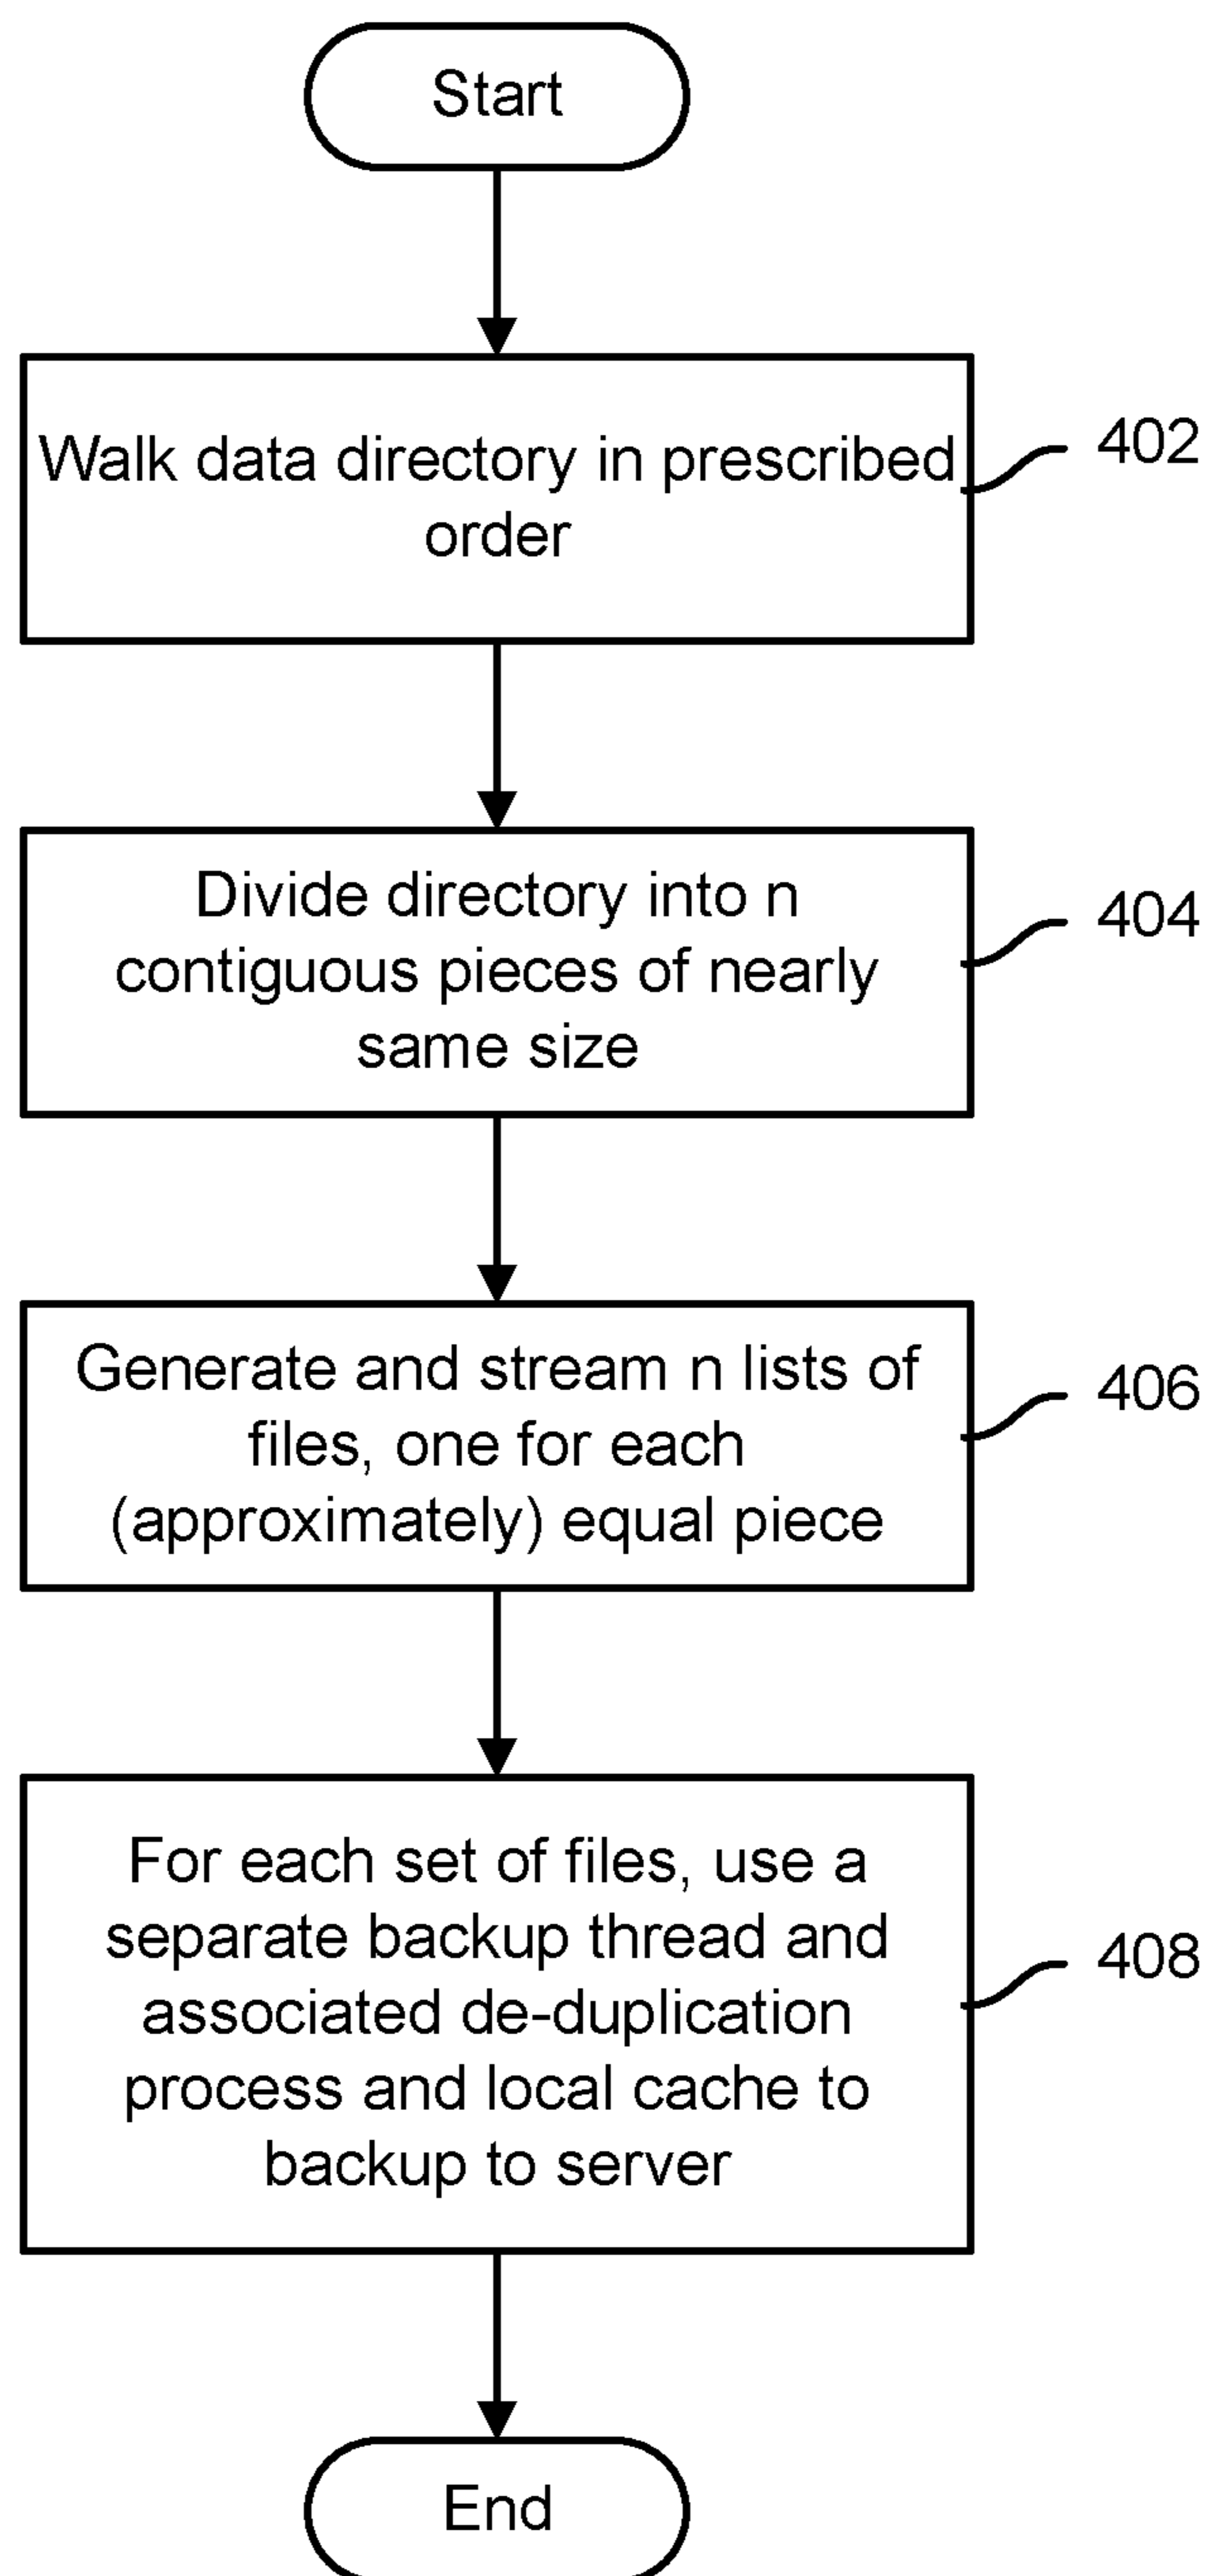 Start
Walk data directory in prescribed
order
402
Divide directory into n
contiguous pieces of nearly
same size
404
Generate and stream n lists of
files, one for each
(approximately) equal piece
406
For each set of files, use a
separate backup thread and
associated de-duplication
process and local cache to
backup to server
408
End